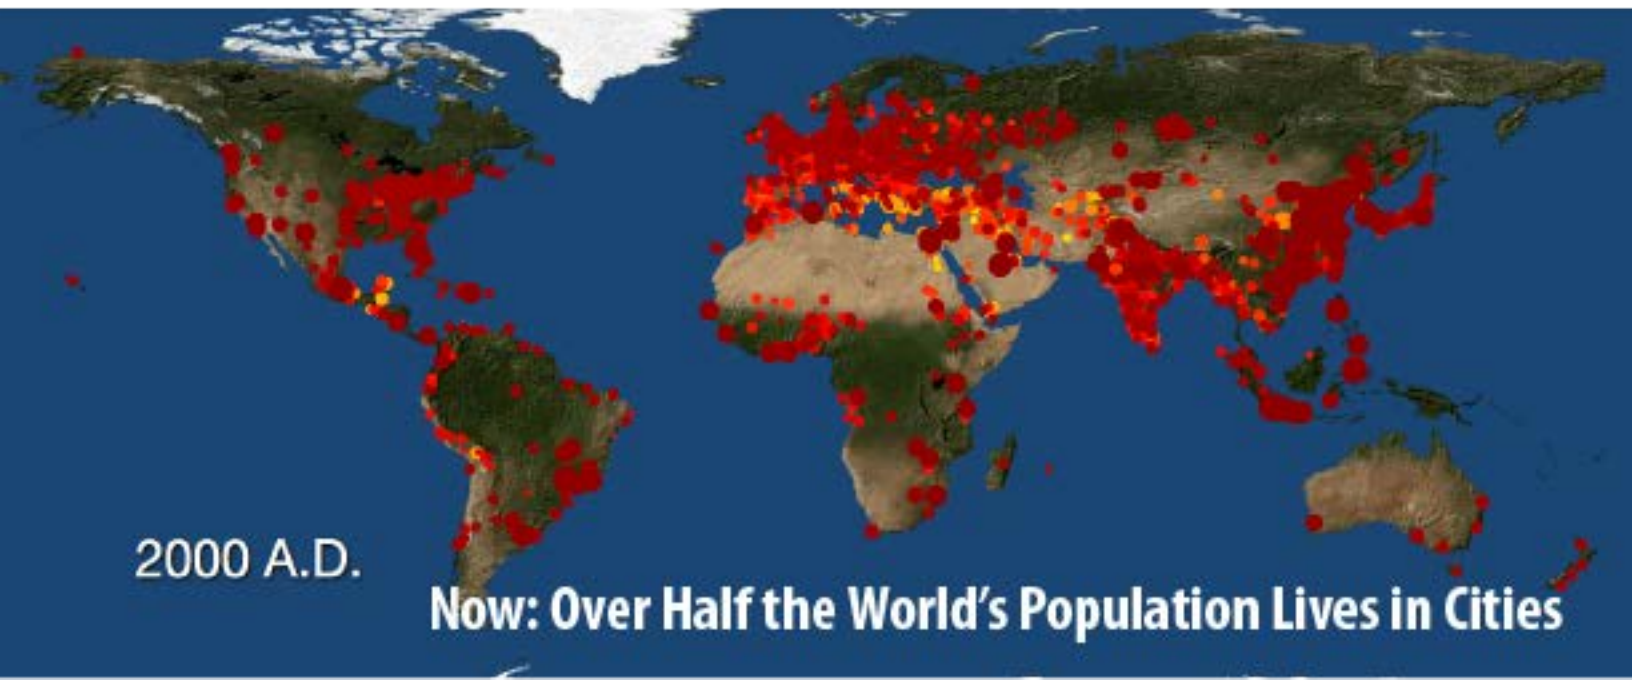 2000 A.D.
Now: Over Half the World's Population Lives in Cities